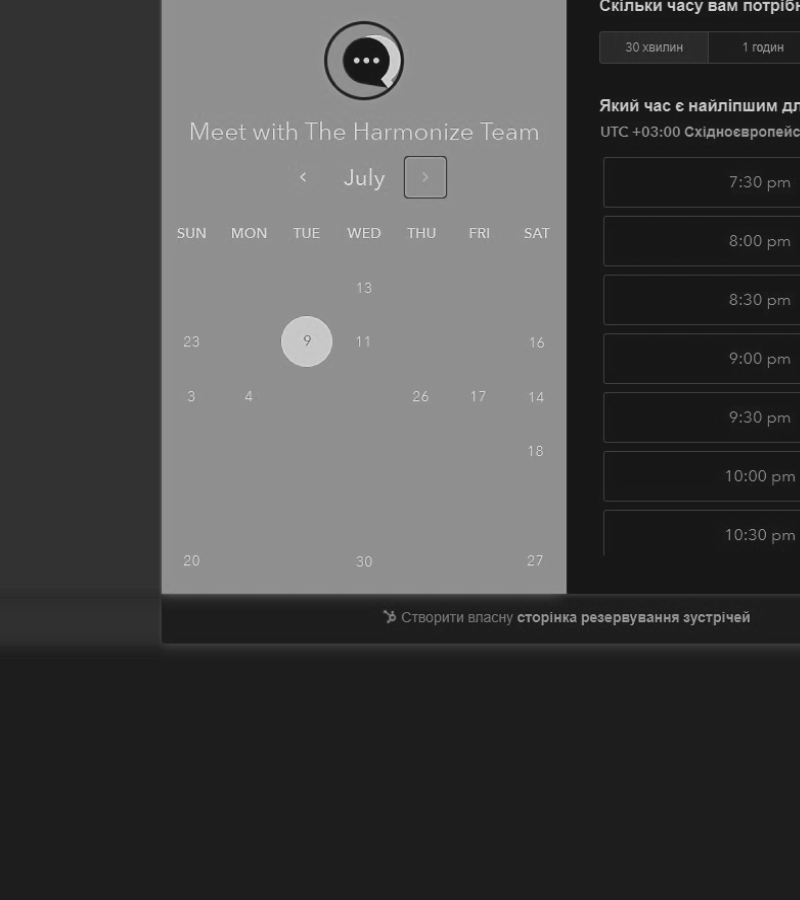 Скільки часу вам потріб
30 хвилин
1 годин
Meet with The Harmonize Team
July
SUN MON TUE WED THU FRI SAT
13
23 9 11 16
3 4 26 17 14
18
20 30 27
Який час є найліпшим дл
UTC +03:00 Східноєвропейс
7:30 pm
8:00 pm
8:30 pm
9:00 pm
9:30 pm
10:00 pm
10:30 pm
Створити власну сторінка резервування зустрічей